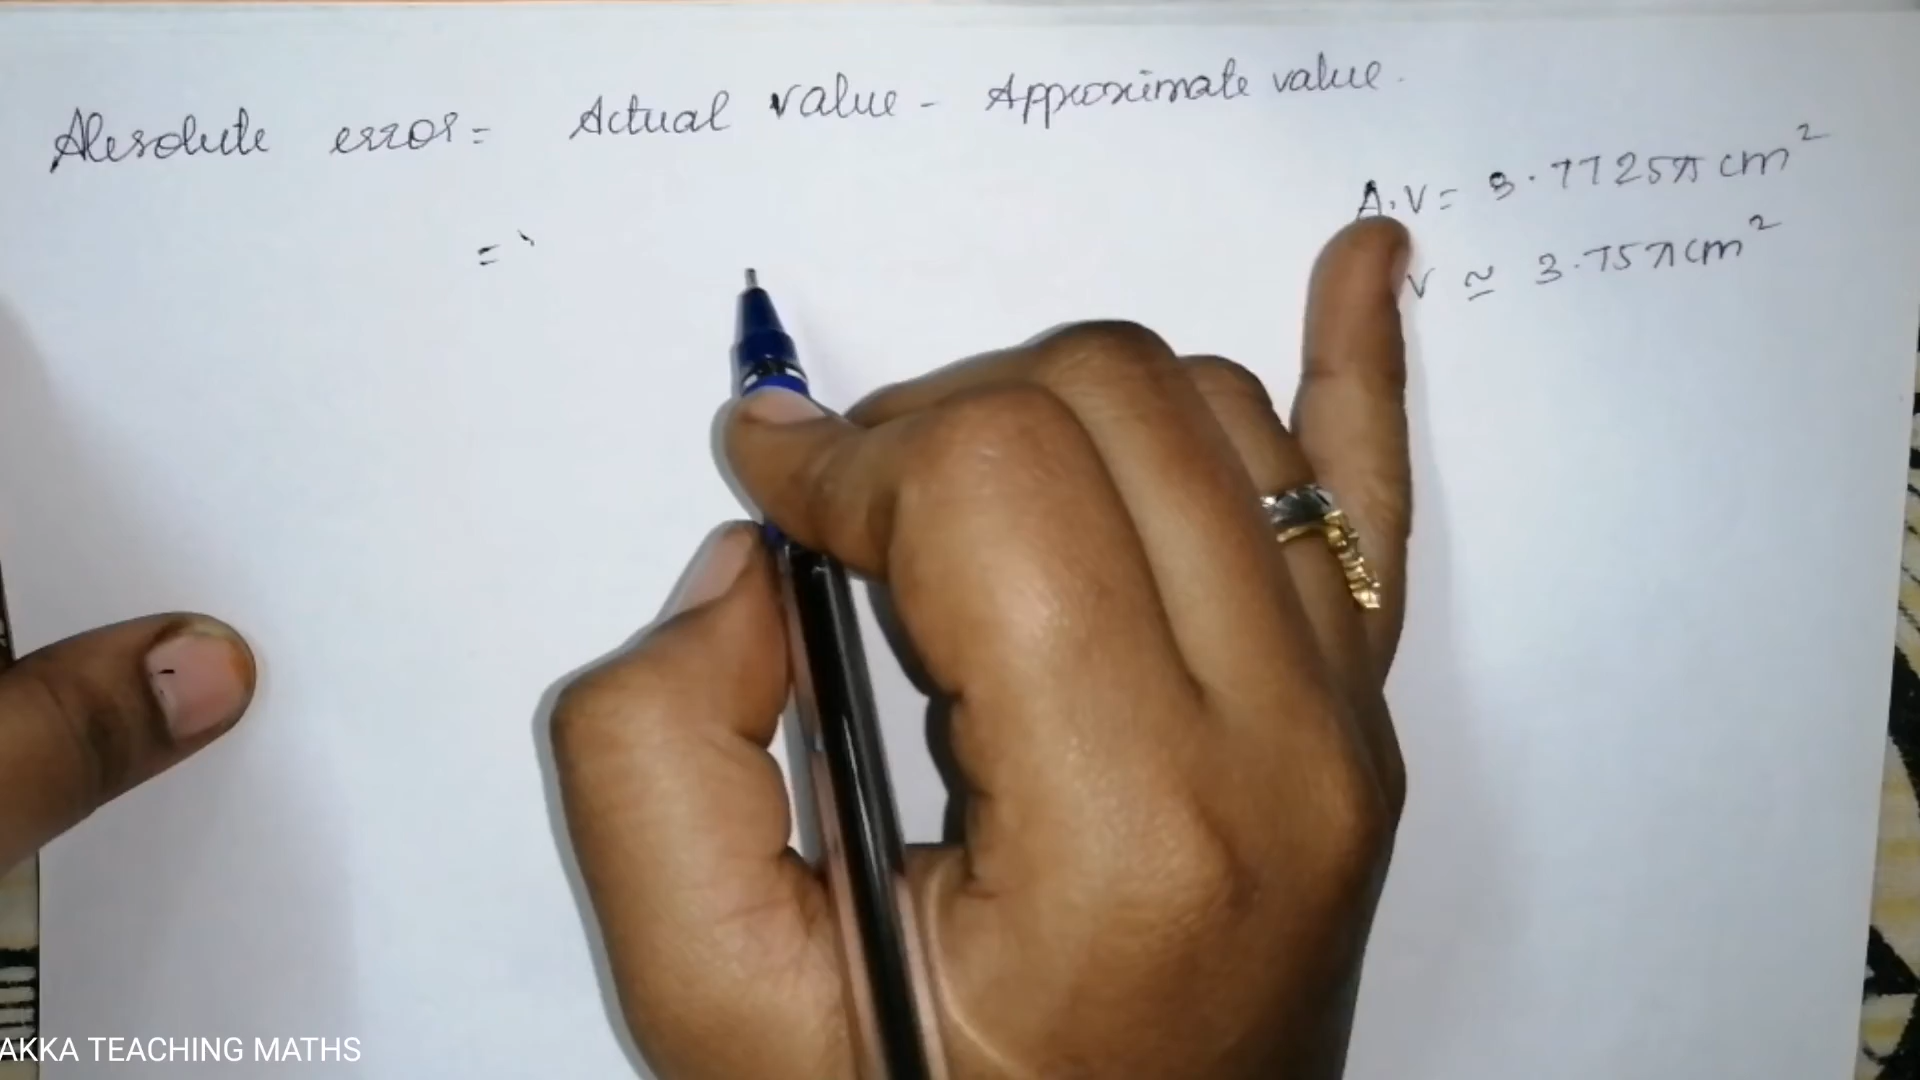 Absolute error = Actual value - Approximate value.
A.V = 3.7725π cm²
V ≃ 3.75π cm²
=
AKKA TEACHING MATHS